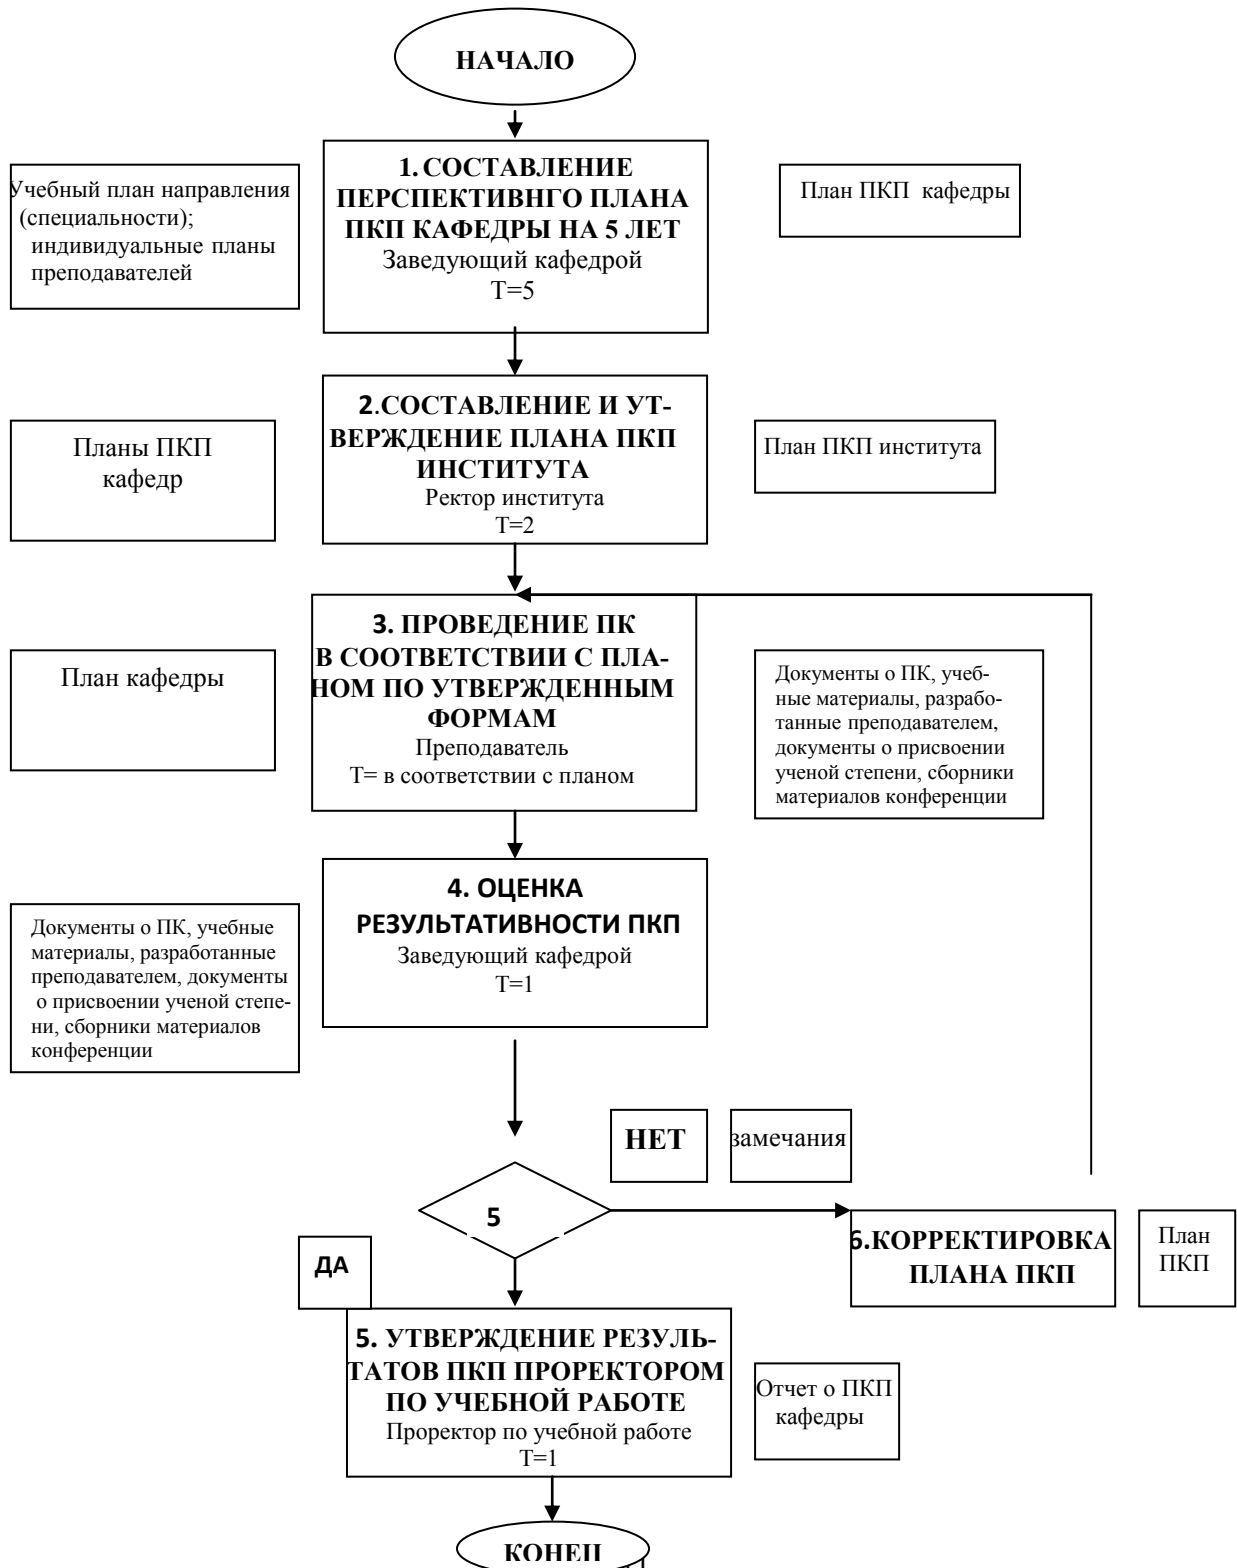 НАЧАЛО
1. СОСТАВЛЕНИЕ
ПЕРСПЕКТИВНГО ПЛАНА
ПКП КАФЕДРЫ НА 5 ЛЕТ
Заведующий кафедрой
Т=5
Учебный план направления
(специальности);
индивидуальные планы
преподавателей
План ПКП кафедры
2.СОСТАВЛЕНИЕ И УТ-
ВЕРЖДЕНИЕ ПЛАНА ПКП
ИНСТИТУТА
Ректор института
Т=2
Планы ПКП
кафедр
План ПКП института
3. ПРОВЕДЕНИЕ ПК
В СООТВЕТСТВИИ С ПЛА-
НОМ ПО УТВЕРЖДЕННЫМ
ФОРМАМ
Преподаватель
Т= в соответствии с планом
План кафедры
Документы о ПК, учеб-
ные материалы, разрабо-
танные преподавателем,
документы о присвоении
ученой степени, сборники
материалов конференции
4. ОЦЕНКА
РЕЗУЛЬТАТИВНОСТИ ПКП
Заведующий кафедрой
Т=1
Документы о ПК, учебные
материалы, разработанные
преподавателем, документы
о присвоении ученой степе-
ни, сборники материалов
конференции
НЕТ
замечания
5
6.КОРРЕКТИРОВКА
ПЛАНА ПКП
План
ПКП
ДА
5. УТВЕРЖДЕНИЕ РЕЗУЛЬ-
ТАТОВ ПКП ПРОРЕКТОРОМ
ПО УЧЕБНОЙ РАБОТЕ
Проректор по учебной работе
Т=1
Отчет о ПКП
кафедры
КОНЕЦ